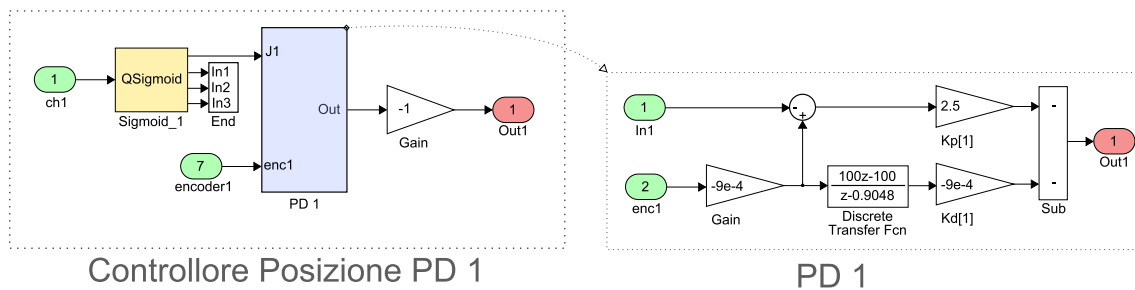 QSigmoid
Sigmoid_1
1
ch1
In1
In2
In3
End
J1
Out
enc1
PD 1
7
encoder1
-1
Gain
1
Out1
Controllore Posizione PD 1
1
In1
-
+
2.5
Kp[1]
2
enc1
-9e-4
Gain
100z-100
z-0.9048
Discrete
Transfer Fcn
-9e-4
Kd[1]
-
-
Sub
1
Out1
PD 1